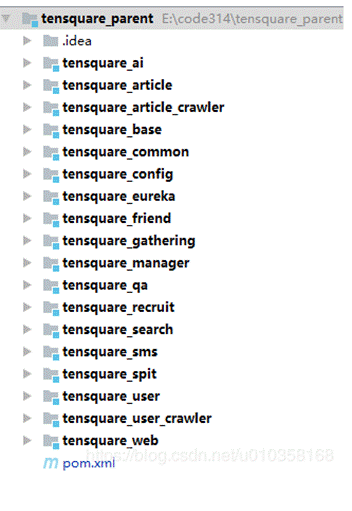 tensquare_parent E:\code314\tensquare_parent
.idea
tensquare_ai
tensquare_article
tensquare_article_crawler
tensquare_base
tensquare_common
tensquare_config
tensquare_eureka
tensquare_friend
tensquare_gathering
tensquare_manager
tensquare_qa
tensquare_recruit
tensquare_search
tensquare_sms
tensquare_spit
tensquare_user
tensquare_user_crawler
tensquare_web
https://blog.csdn.net/u010358168
m pom.xml